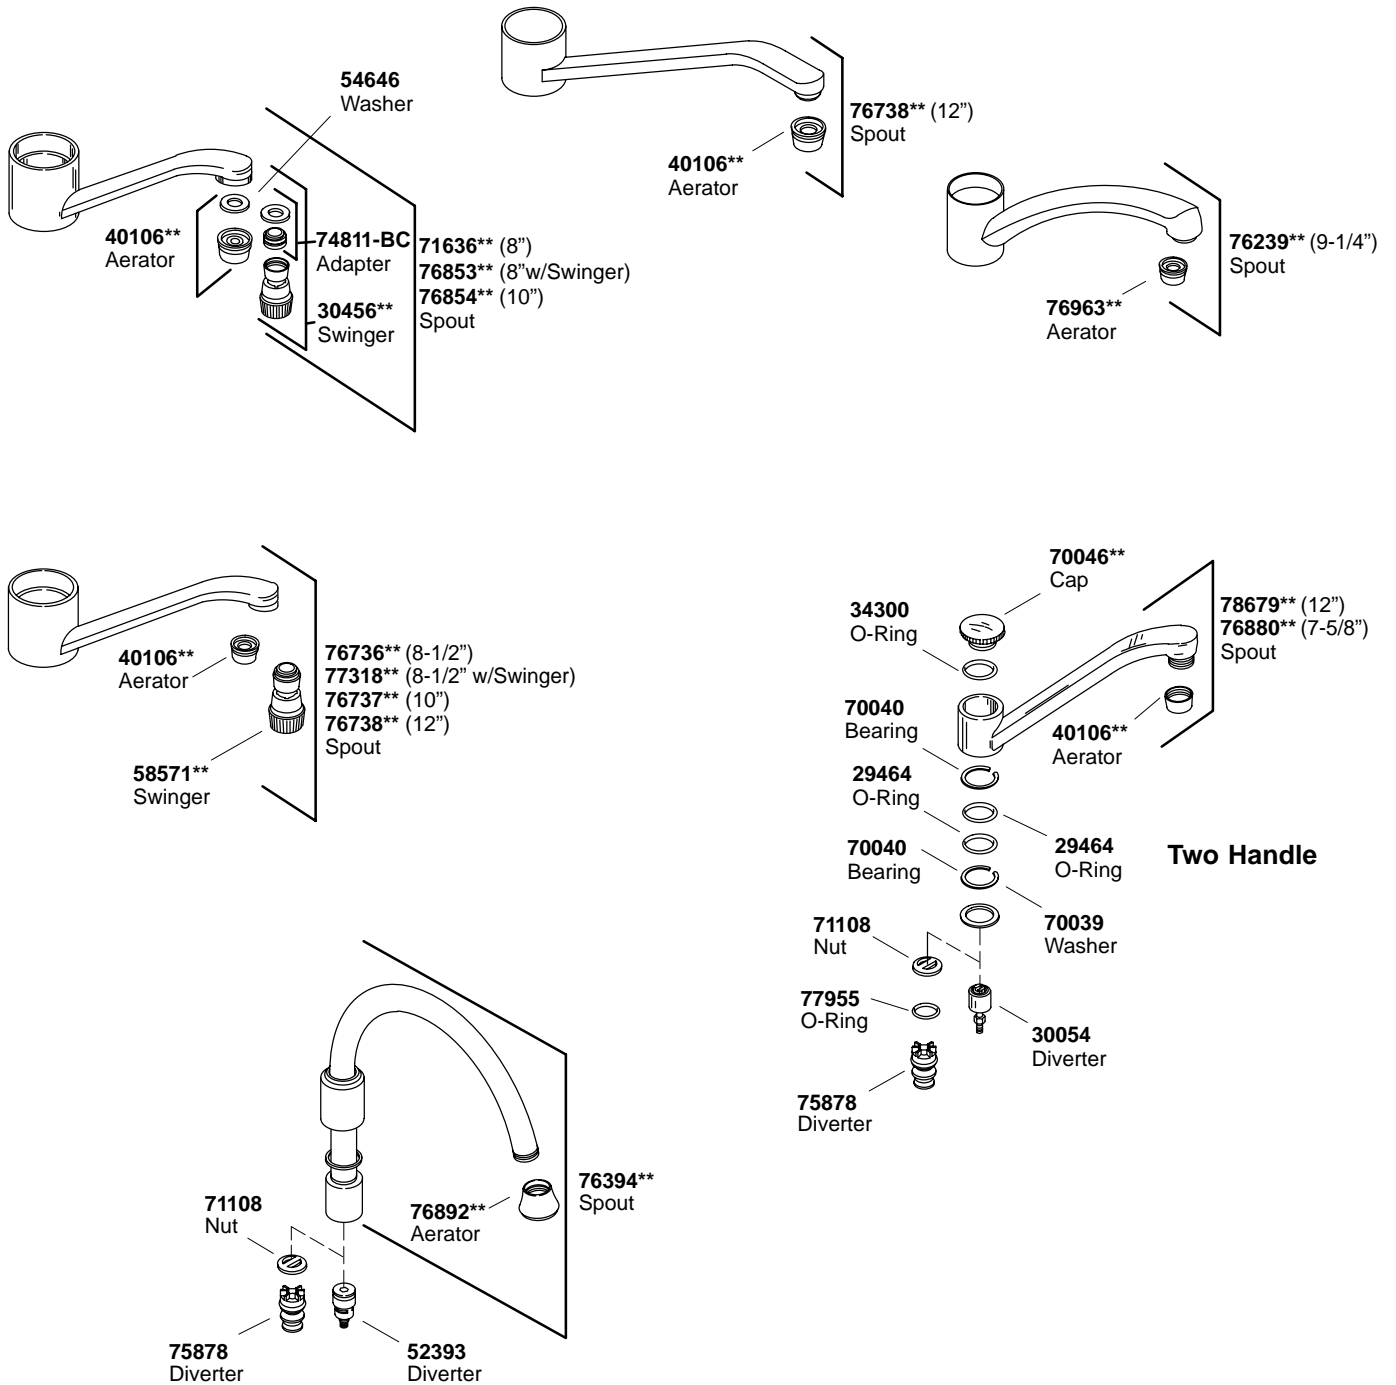 54646
Washer
76738** (12”)
Spout
40106**
Aerator
40106**
Aerator
74811-BC
Adapter
30456**
Swinger
71636** (8”)
76853** (8”w/Swinger)
76854** (10”)
Spout
76239** (9-1/4”)
Spout
76963**
Aerator
40106**
Aerator
76736** (8-1/2”)
77318** (8-1/2” w/Swinger)
76737** (10”)
76738** (12”)
Spout
58571**
Swinger
70046**
Cap
34300
O-Ring
78679** (12”)
76880** (7-5/8”)
Spout
70040
Bearing
40106**
Aerator
29464
O-Ring
70040
Bearing
29464
O-Ring
Two Handle
71108
Nut
70039
Washer
77955
O-Ring
30054
Diverter
75878
Diverter
76394**
Spout
76892**
Aerator
71108
Nut
75878
Diverter
52393
Diverter